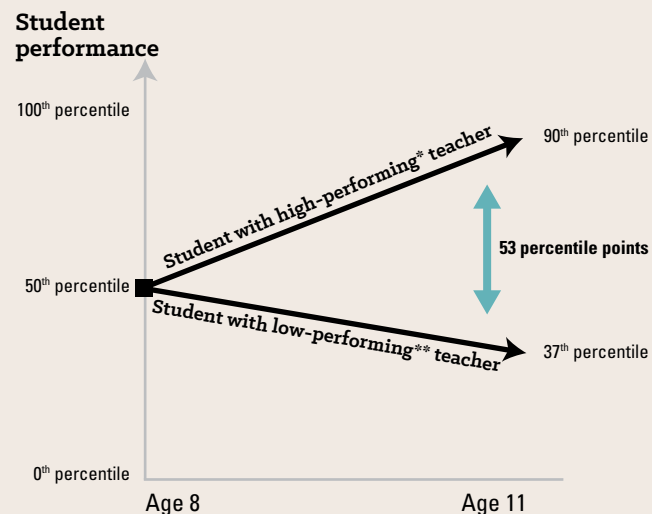 Student
performance
100th percentile
Student with high-performing* teacher
90th percentile
53 percentile points
50th percentile
Student with low-performing** teacher
37th percentile
0th percentile
Age 8
Age 11